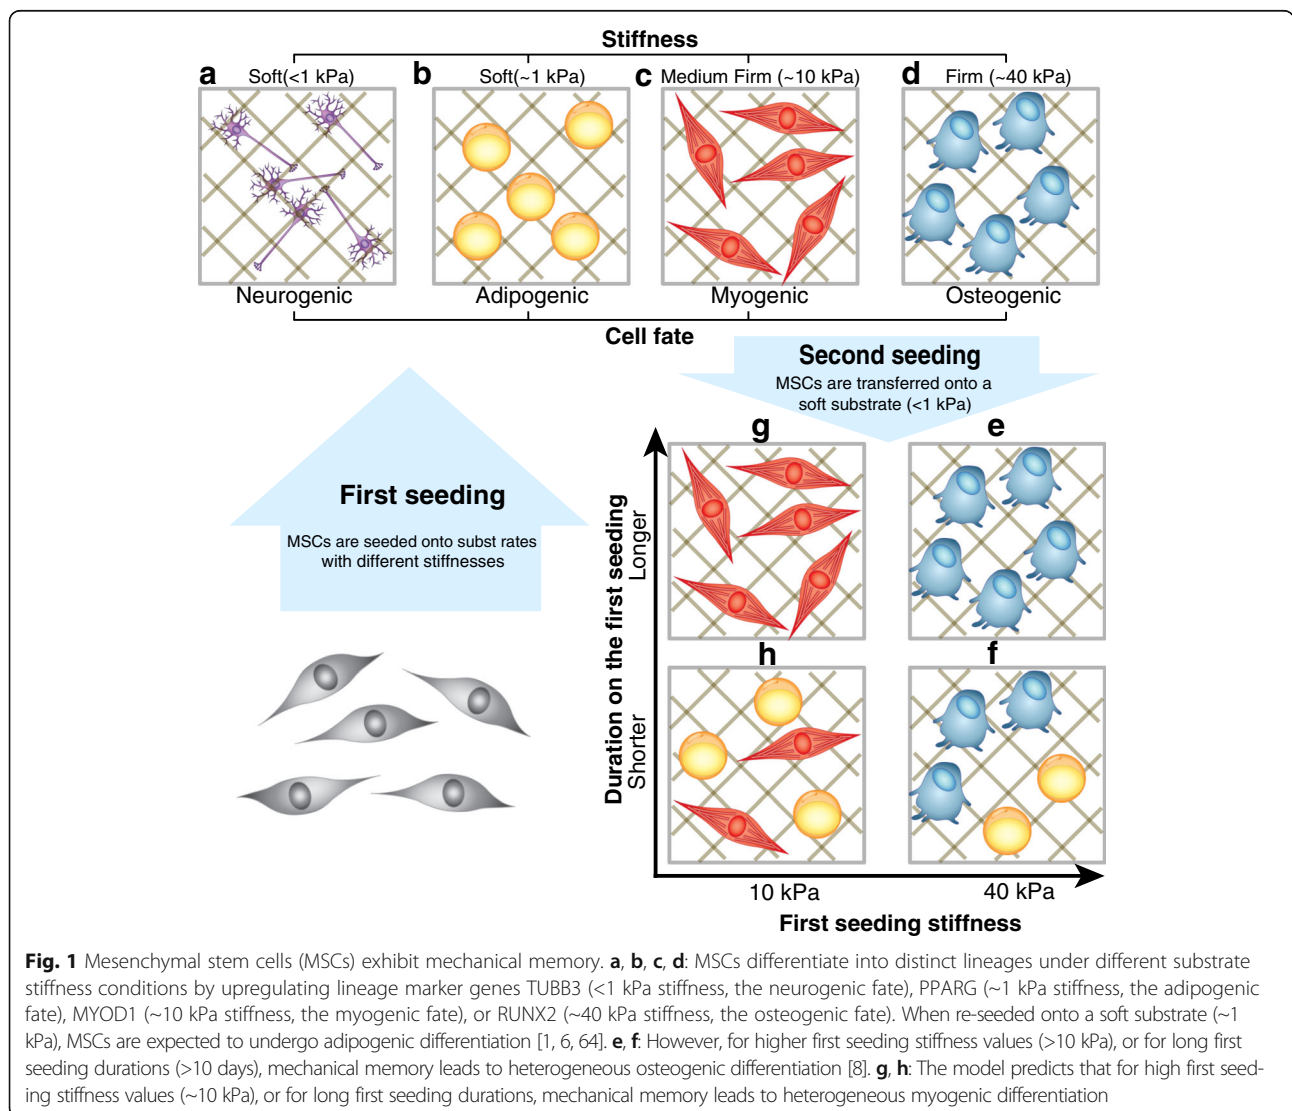 Stiffness
a Soft(<1 kPa)
b Soft(~1 kPa)
c Medium Firm (~10 kPa)
d Firm (~40 kPa)
Neurogenic
Adipogenic
Myogenic
Osteogenic
Cell fate
Second seeding
MSCs are transferred onto a
soft substrate (<1 kPa)
First seeding
MSCs are seeded onto subst rates
with different stiffnesses
g
e
h
f
Duration on the first seeding
Longer
Shorter
10 kPa
40 kPa
First seeding stiffness
Fig. 1 Mesenchymal stem cells (MSCs) exhibit mechanical memory. a, b, c, d: MSCs differentiate into distinct lineages under different substrate
stiffness conditions by upregulating lineage marker genes TUBB3 (<1 kPa stiffness, the neurogenic fate), PPARG (~1 kPa stiffness, the adipogenic
fate), MYOD1 (~10 kPa stiffness, the myogenic fate), or RUNX2 (~40 kPa stiffness, the osteogenic fate). When re-seeded onto a soft substrate (~1
kPa), MSCs are expected to undergo adipogenic differentiation [1, 6, 64]. e, f: However, for higher first seeding stiffness values (>10 kPa), or for long first
seeding durations (>10 days), mechanical memory leads to heterogeneous osteogenic differentiation [8]. g, h: The model predicts that for high first seed-
ing stiffness values (~10 kPa), or for long first seeding durations, mechanical memory leads to heterogeneous myogenic differentiation